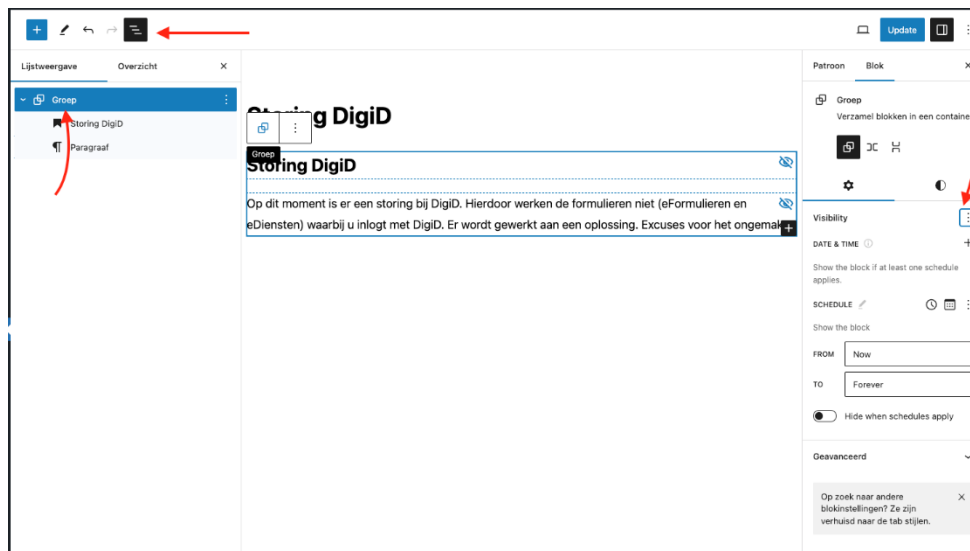 Update
Lijstweergave
Overzicht
Groep
Storing DigiD
Paragraaf
Storing DigiD
Groep
Storing DigiD
Op dit moment is er een storing bij DigiD. Hierdoor werken de formulieren niet (eFormulieren en
eDiensten) waarbij u inlogt met DigiD. Er wordt gewerkt aan een oplossing. Excuses voor het ongemak
Patroon
Blok
Groep
Verzamel blokken in een container
Visibility
DATE & TIME
Show the block if at least one schedule
applies.
SCHEDULE
Show the block
FROM
Now
TO
Forever
Hide when schedules apply
Geavanceerd
Op zoek naar andere
blokinstellingen? Ze zijn
verhuisd naar de tab stijlen.